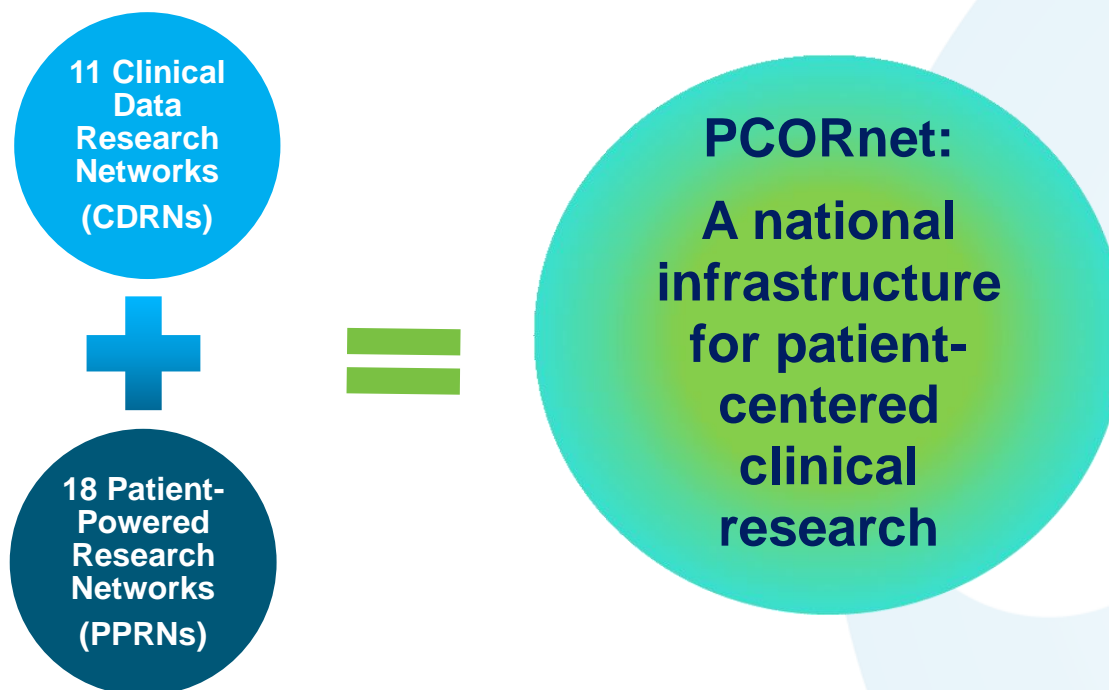 11 Clinical
Data
Research
Networks
(CDRNs)
18 Patient-
Powered
Research
Networks
(PPRNs)
PCORnet:
A national
infrastructure
for patient-
centered
clinical
research